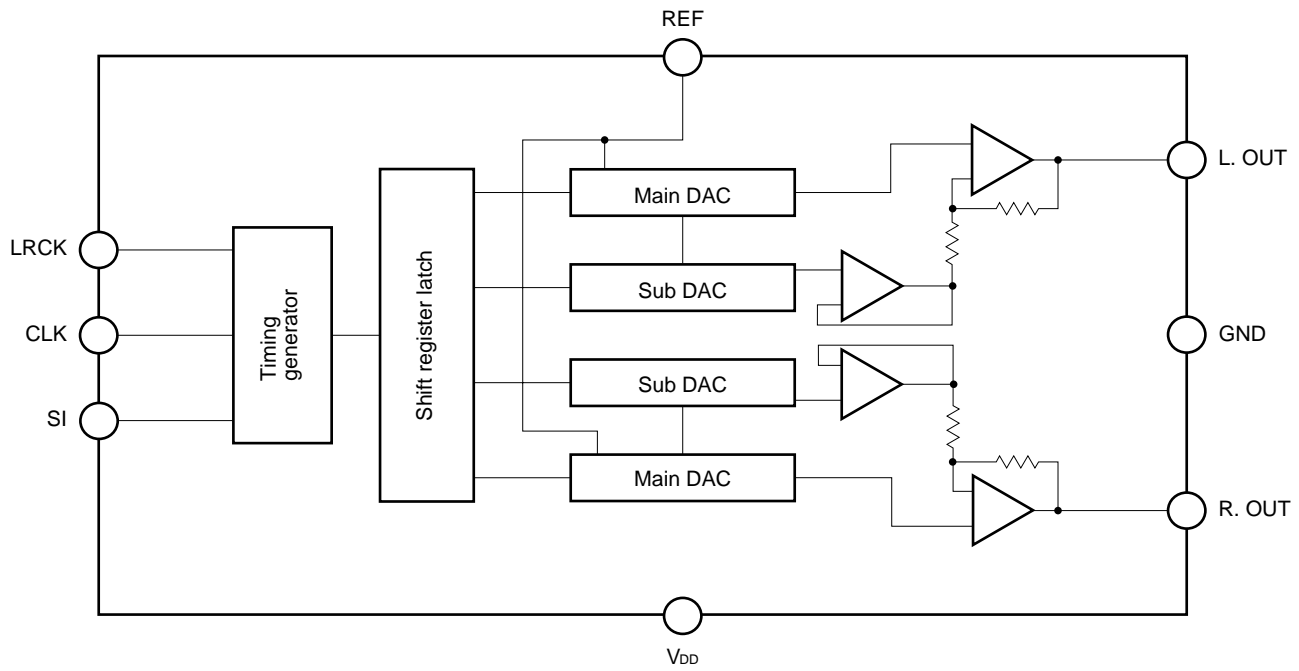 REF
L. OUT
Main DAC
LRCK
Timing
generator
Shift register latch
Sub DAC
CLK
GND
Sub DAC
SI
Main DAC
R. OUT
VDD